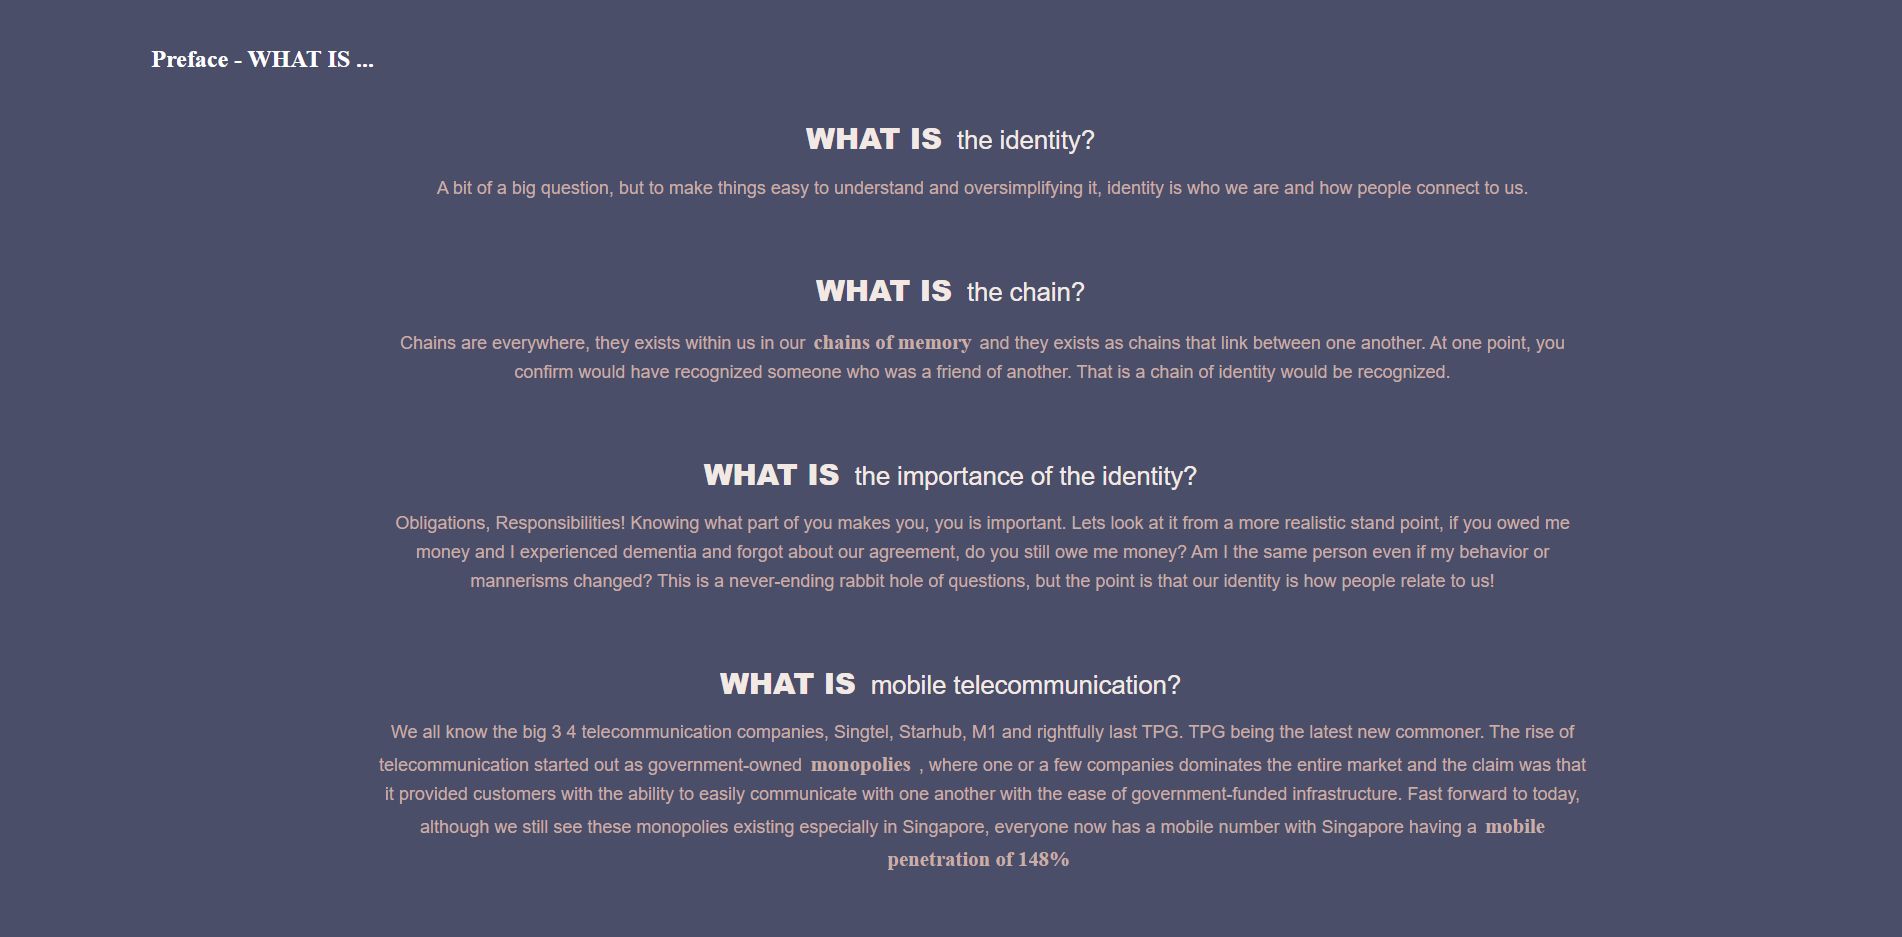 Preface - WHAT IS ...
WHAT IS the identity?
A bit of a big question, but to make things easy to understand and oversimplifying it, identity is who we are and how people connect to us.
WHAT IS the chain?
Chains are everywhere, they exists within us in our chains of memory and they exists as chains that link between one another. At one point, you
confirm would have recognized someone who was a friend of another. That is a chain of identity would be recognized.
WHAT IS the importance of the identity?
Obligations, Responsibilities! Knowing what part of you makes you, you is important. Lets look at it from a more realistic stand point, if you owed me
money and I experienced dementia and forgot about our agreement, do you still owe me money? Am I the same person even if my behavior or
mannerisms changed? This is a never-ending rabbit hole of questions, but the point is that our identity is how people relate to us!
WHAT IS mobile telecommunication?
We all know the big 3 4 telecommunication companies, Singtel, Starhub, M1 and rightfully last TPG. TPG being the latest new commoner. The rise of
telecommunication started out as government-owned monopolies , where one or a few companies dominates the entire market and the claim was that
it provided customers with the ability to easily communicate with one another with the ease of government-funded infrastructure. Fast forward to today,
although we still see these monopolies existing especially in Singapore, everyone now has a mobile number with Singapore having a mobile
penetration of 148%